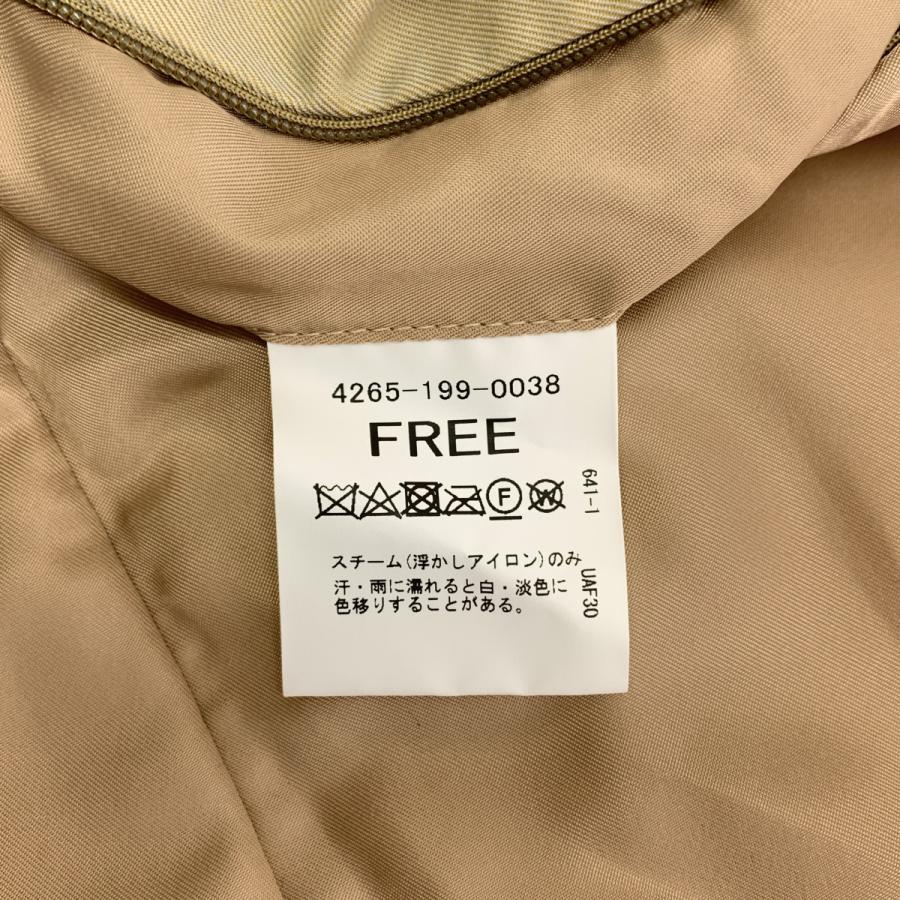 4265-199-0038
FREE
F W
スチーム(浮かしアイロン)のみ
汗・雨に濡れると白・淡色に
色移りすることがある。
641-1
UAF30